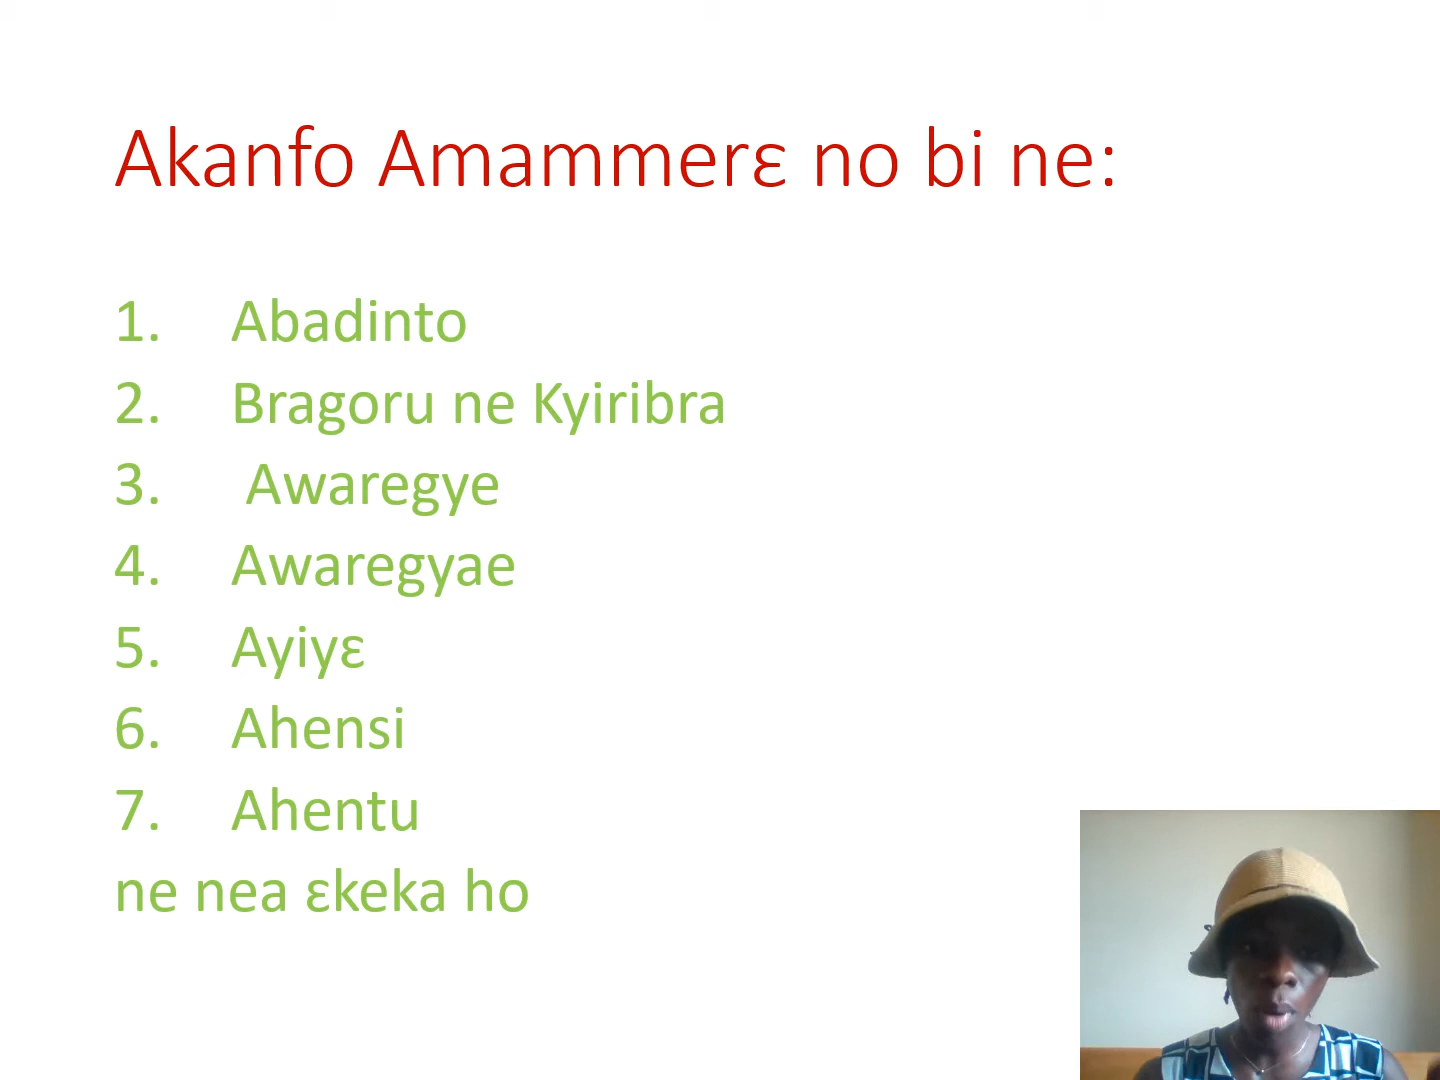 Akanfo Amammerɛ no bi ne:
1. Abadinto
2. Bragoru ne Kyiribra
3. Awaregye
4. Awaregyae
5. Ayiyɛ
6. Ahensi
7. Ahentu
ne nea ɛkeka ho